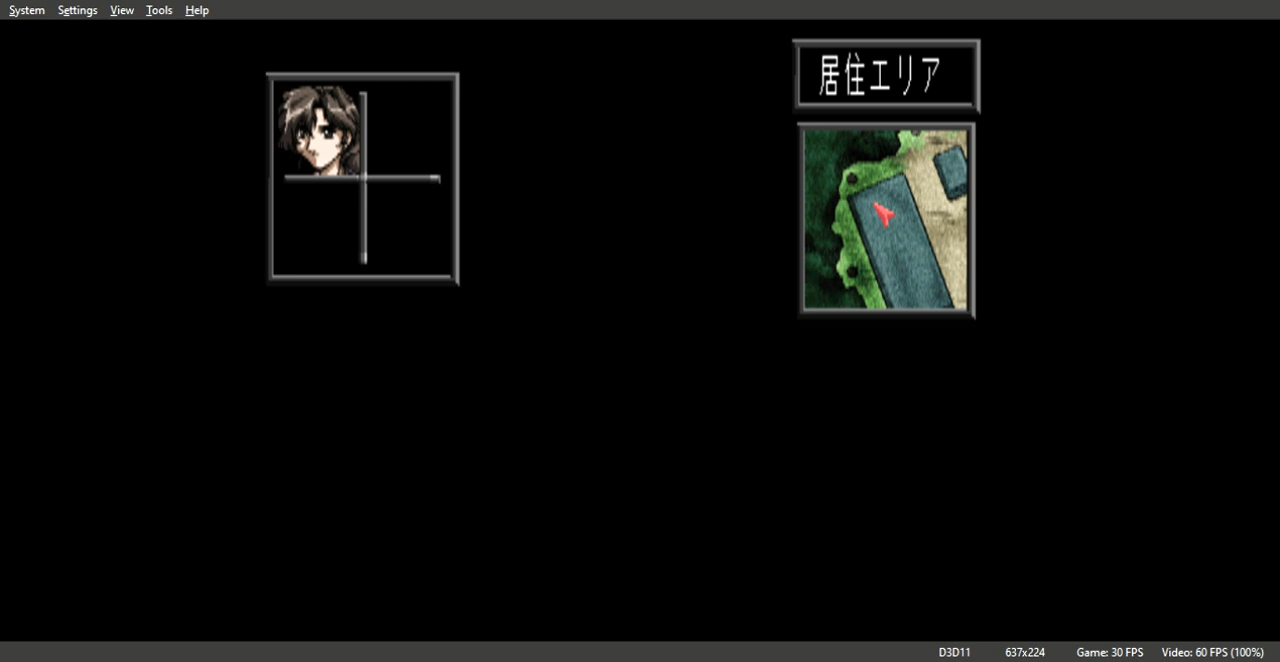 System Settings View Tools Help
居住エリア
D3D11 637x224 Game: 30 FPS Video: 60 FPS (100%)